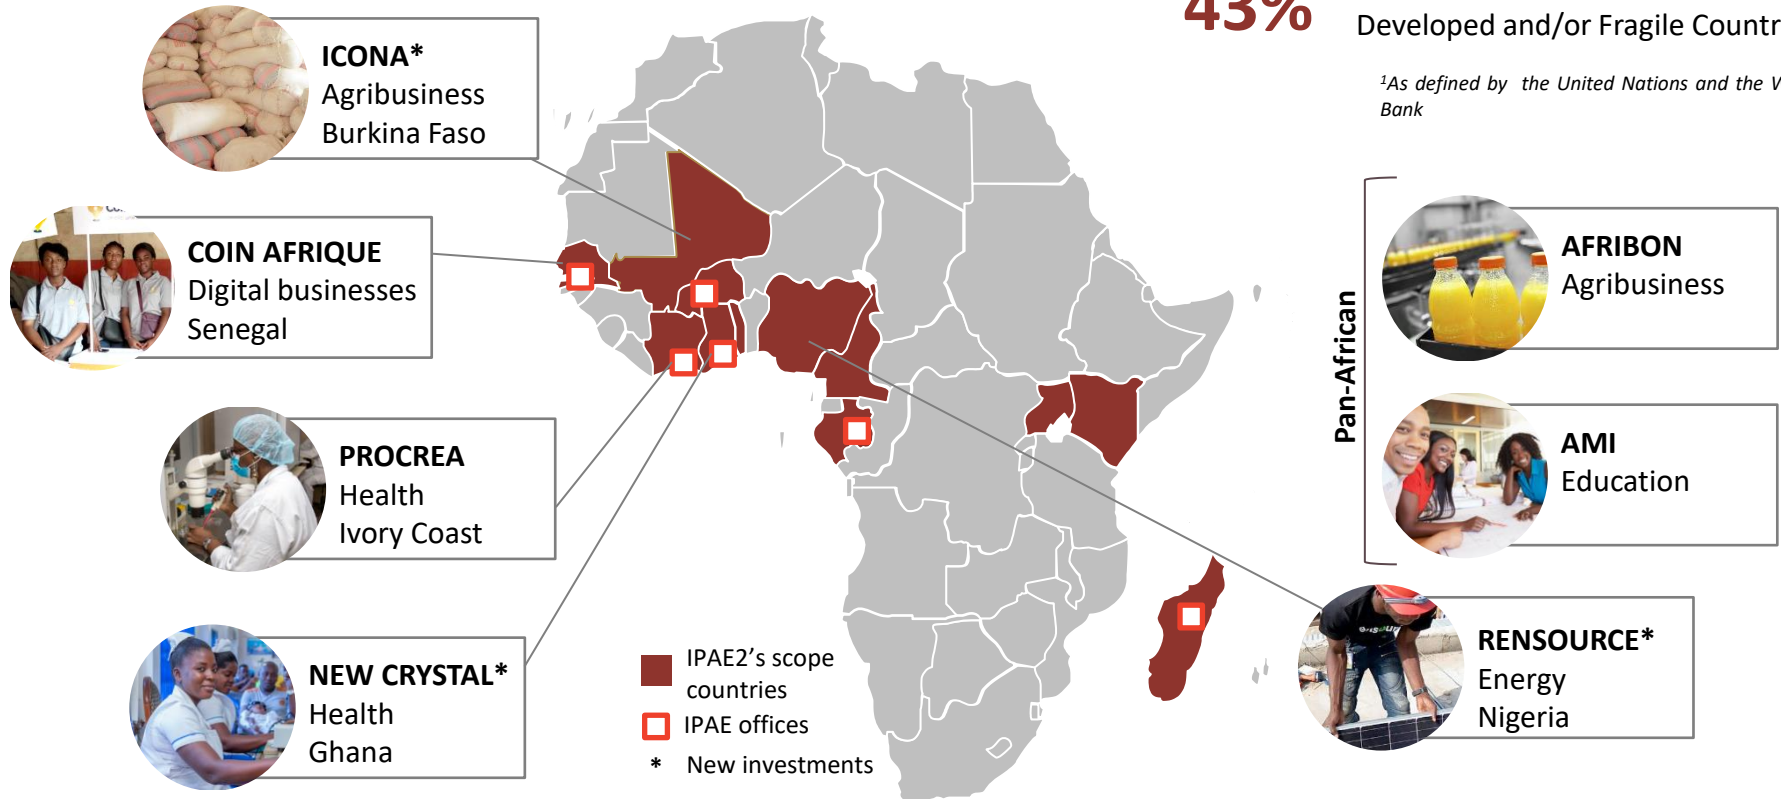 43%
Developed and/or Fragile
¹As defined by the United Nations and the
Bank
ICONA*
Agribusiness
Burkina Faso
COIN AFRIQUE
Digital businesses
Senegal
PROCREA
Health
Ivory Coast
NEW CRYSTAL*
Health
Ghana
IPAE2's scope
countries
IPAE offices
* New investments
Pan-African
AFRIBON
Agribusiness
AMI
Education
RENSOURCE*
Energy
Nigeria